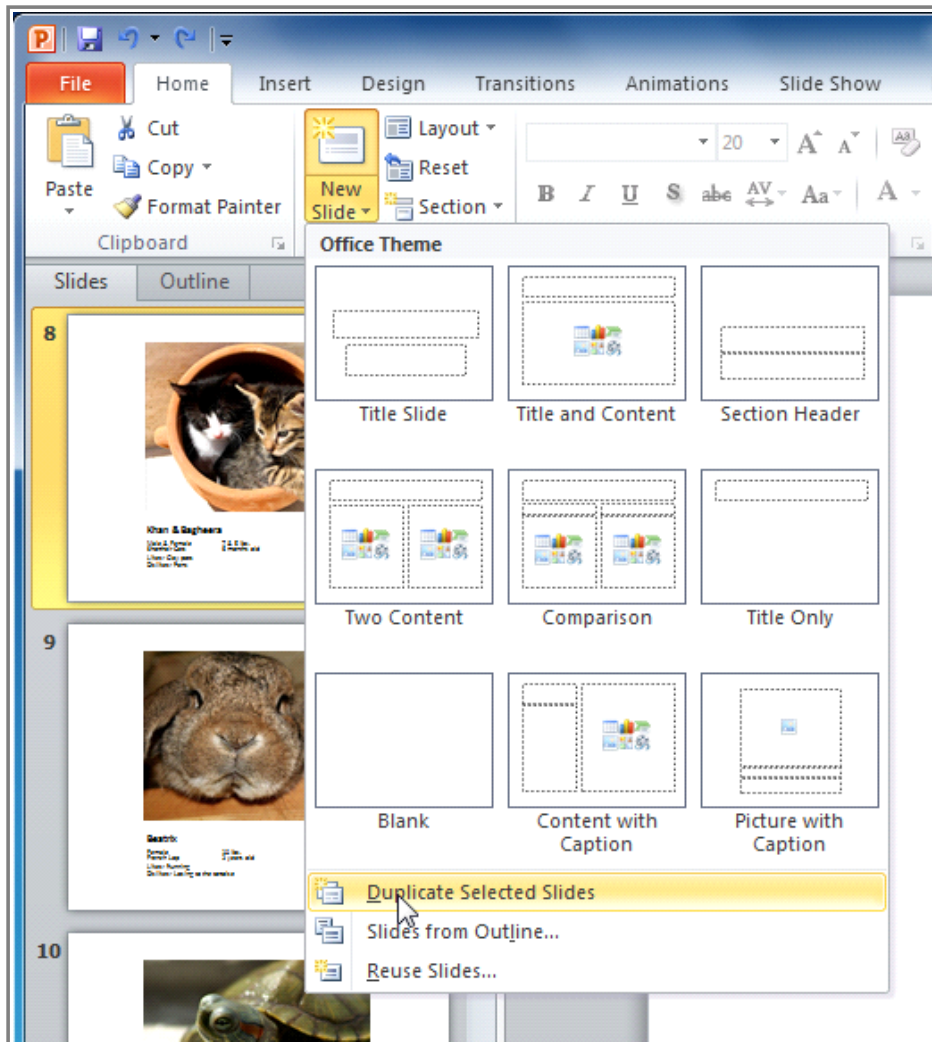 File Home Insert Design Transitions Animations Slide Show
Cut
Copy
Format Painter
Paste
Clipboard
New
Slide
Layout
Reset
Section
20
B I U S abc AV Aa A
Slides Outline
Office Theme
Title Slide Title and Content Section Header
Two Content Comparison Title Only
Blank Content with Caption Picture with Caption
Duplicate Selected Slides
Slides from Outline...
Reuse Slides...
8
Khan & Bagheera
9
Beatrix
10